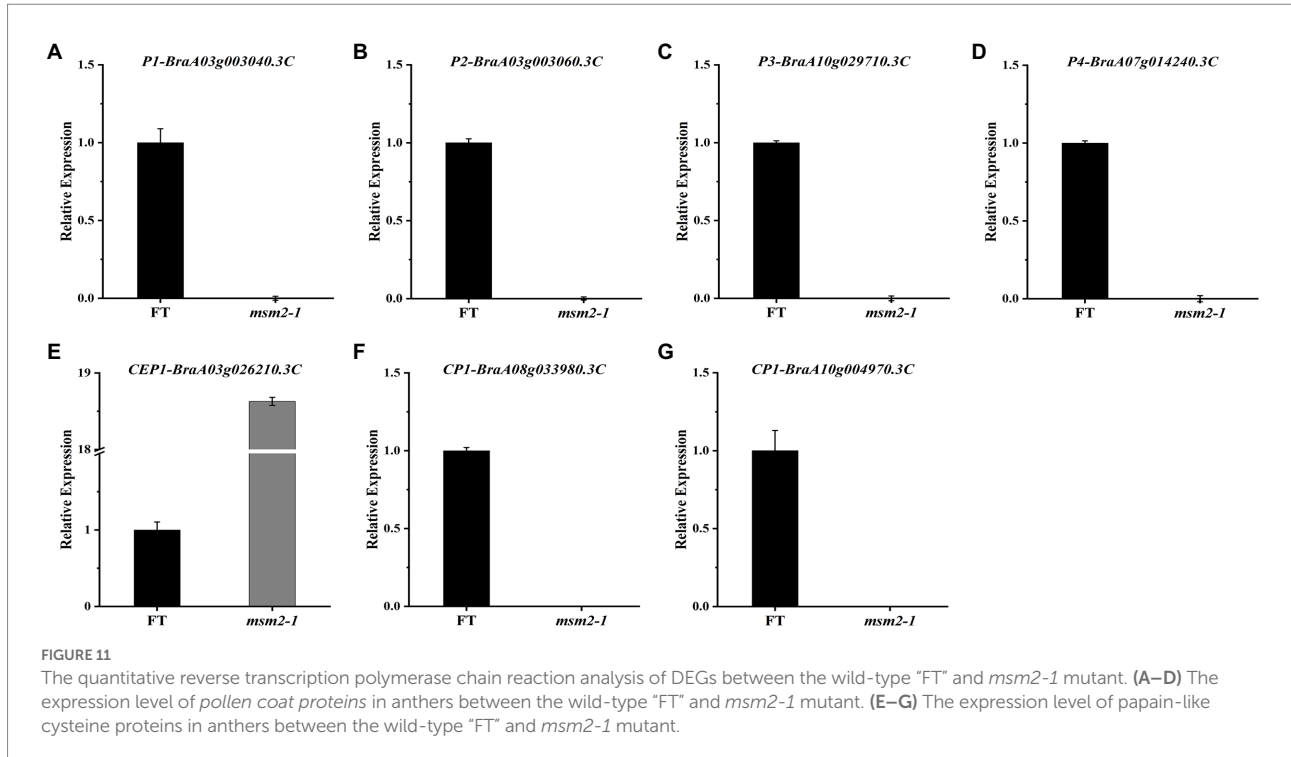 A
P1-BraA03g003040.3C
1.5
1.0
0.5
0.0
Relative Expression
FT
msm2-1
B
P2-BraA03g003060.3C
1.5
1.0
0.5
0.0
Relative Expression
FT
msm2-1
C
P3-BraA10g029710.3C
1.5
1.0
0.5
0.0
Relative Expression
FT
msm2-1
D
P4-BraA07g014240.3C
1.5
1.0
0.5
0.0
Relative Expression
FT
msm2-1
E
CEP1-BraA03g026210.3C
19
18
1
0
Relative Expression
FT
msm2-1
F
CP1-BraA08g033980.3C
1.5
1.0
0.5
0.0
Relative Expression
FT
msm2-1
G
CP1-BraA10g004970.3C
1.5
1.0
0.5
0.0
Relative Expression
FT
msm2-1
FIGURE 11
The quantitative reverse transcription polymerase chain reaction analysis of DEGs between the wild-type "FT" and msm2-1 mutant. (A–D) The
expression level of pollen coat proteins in anthers between the wild-type "FT" and msm2-1 mutant. (E–G) The expression level of papain-like
cysteine proteins in anthers between the wild-type "FT" and msm2-1 mutant.